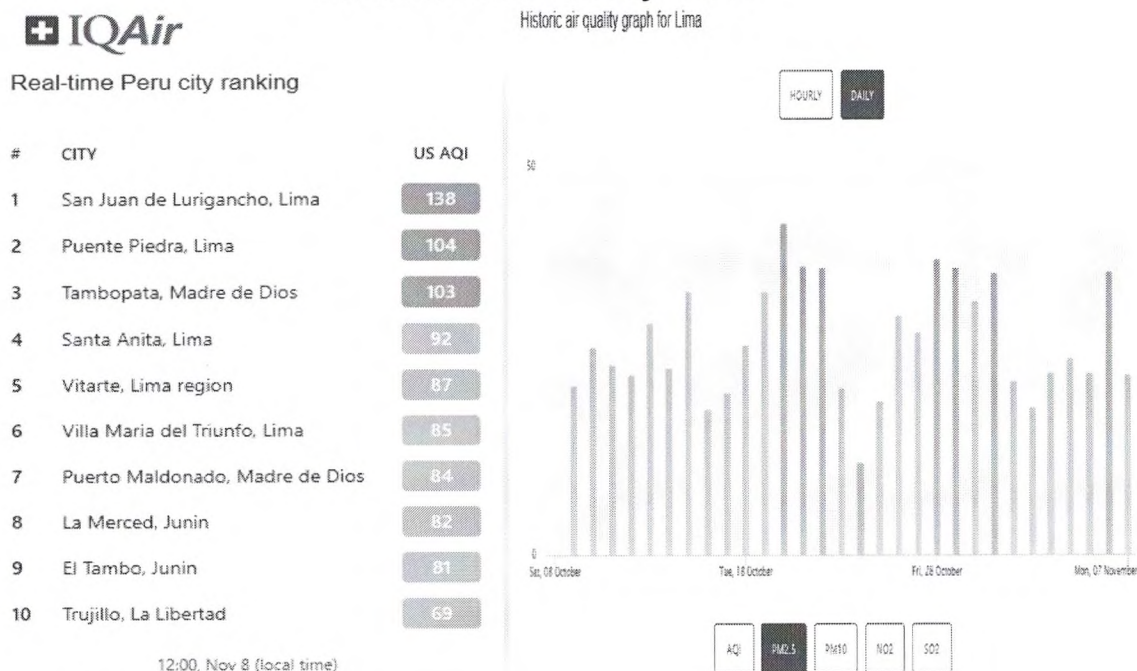 IQAir
Real-time Peru city ranking
# CITY US AQI
1 San Juan de Lurigancho, Lima 138
2 Puente Piedra, Lima 104
3 Tambopata, Madre de Dios 103
4 Santa Anita, Lima 92
5 Vitarte, Lima region 87
6 Villa Maria del Triunfo, Lima 85
7 Puerto Maldonado, Madre de Dios 84
8 La Merced, Junin 82
9 El Tambo, Junin 81
10 Trujillo, La Libertad 69
12:00, Nov 8 (local time)
Historic air quality graph for Lima
HOURLY DAILY
50
0
Sat, 08 October Tue, 18 October Fri, 28 October Mon, 07 November
AQI PM2.5 PM10 NO2 SO2